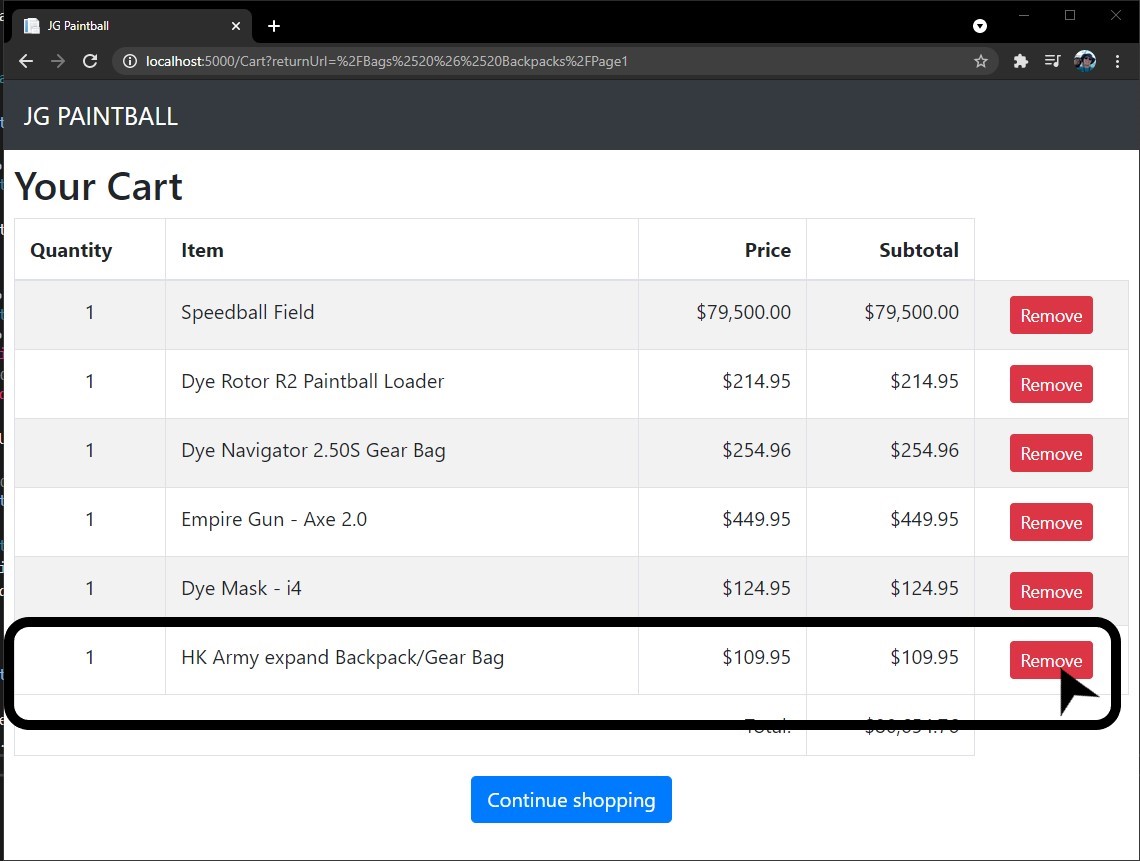 JG Paintball
localhost:5000/Cart?returnUrl=%2FBags%2520%26%2520Backpacks%2FPage1
JG PAINTBALL
Your Cart
Quantity Item Price Subtotal
1 Speedball Field $79,500.00 $79,500.00 Remove
1 Dye Rotor R2 Paintball Loader $214.95 $214.95 Remove
1 Dye Navigator 2.50S Gear Bag $254.96 $254.96 Remove
1 Empire Gun - Axe 2.0 $449.95 $449.95 Remove
1 Dye Mask - i4 $124.95 $124.95 Remove
1 HK Army expand Backpack/Gear Bag $109.95 $109.95 Remove
Total:
Continue shopping